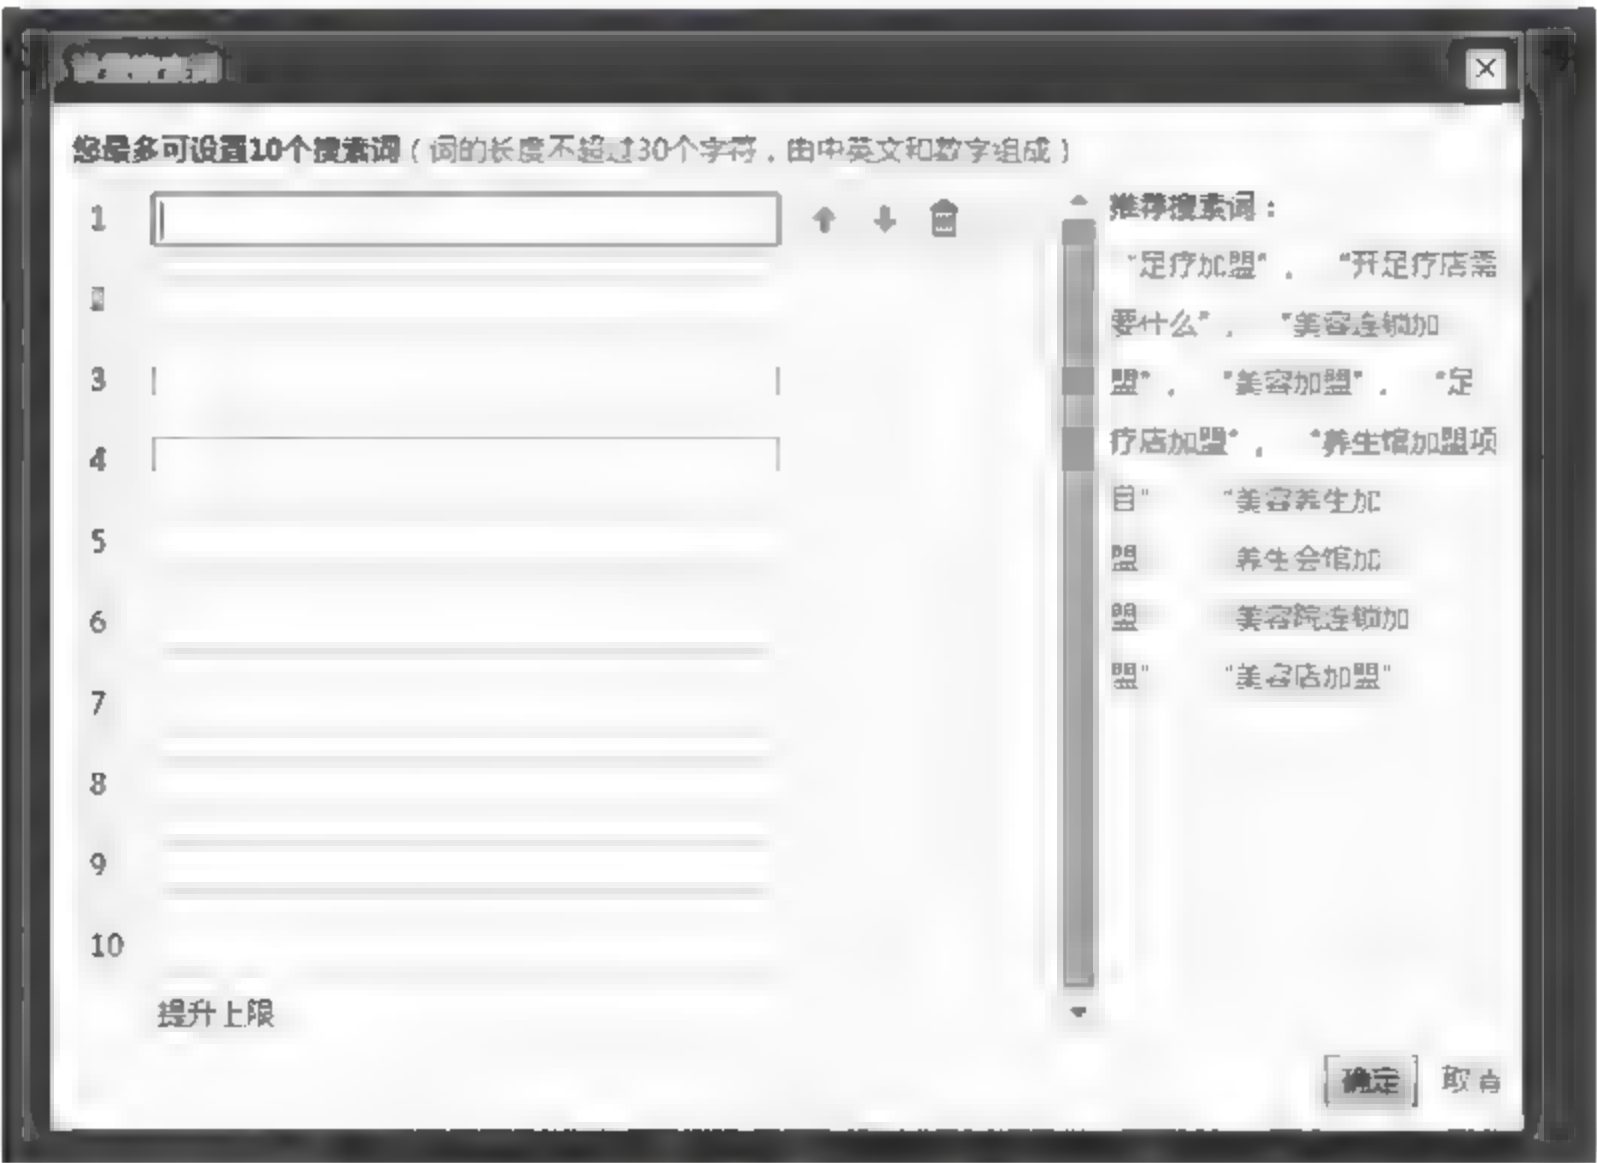 您最多可设置10个搜索词（词的长度不超过30个字符，由中英文和数字组成）
1
3
4
5
6
7
8
9
10
提升上限
推荐搜索词：
"足疗加盟"， "开足疗店需
要什么"， "美容连锁加
盟"， "美容加盟"， "足
疗店加盟"， "养生馆加盟项
目" "美容养生加
盟 养生会馆加
盟 美容院连锁加
盟" "美容店加盟"
确定 取消